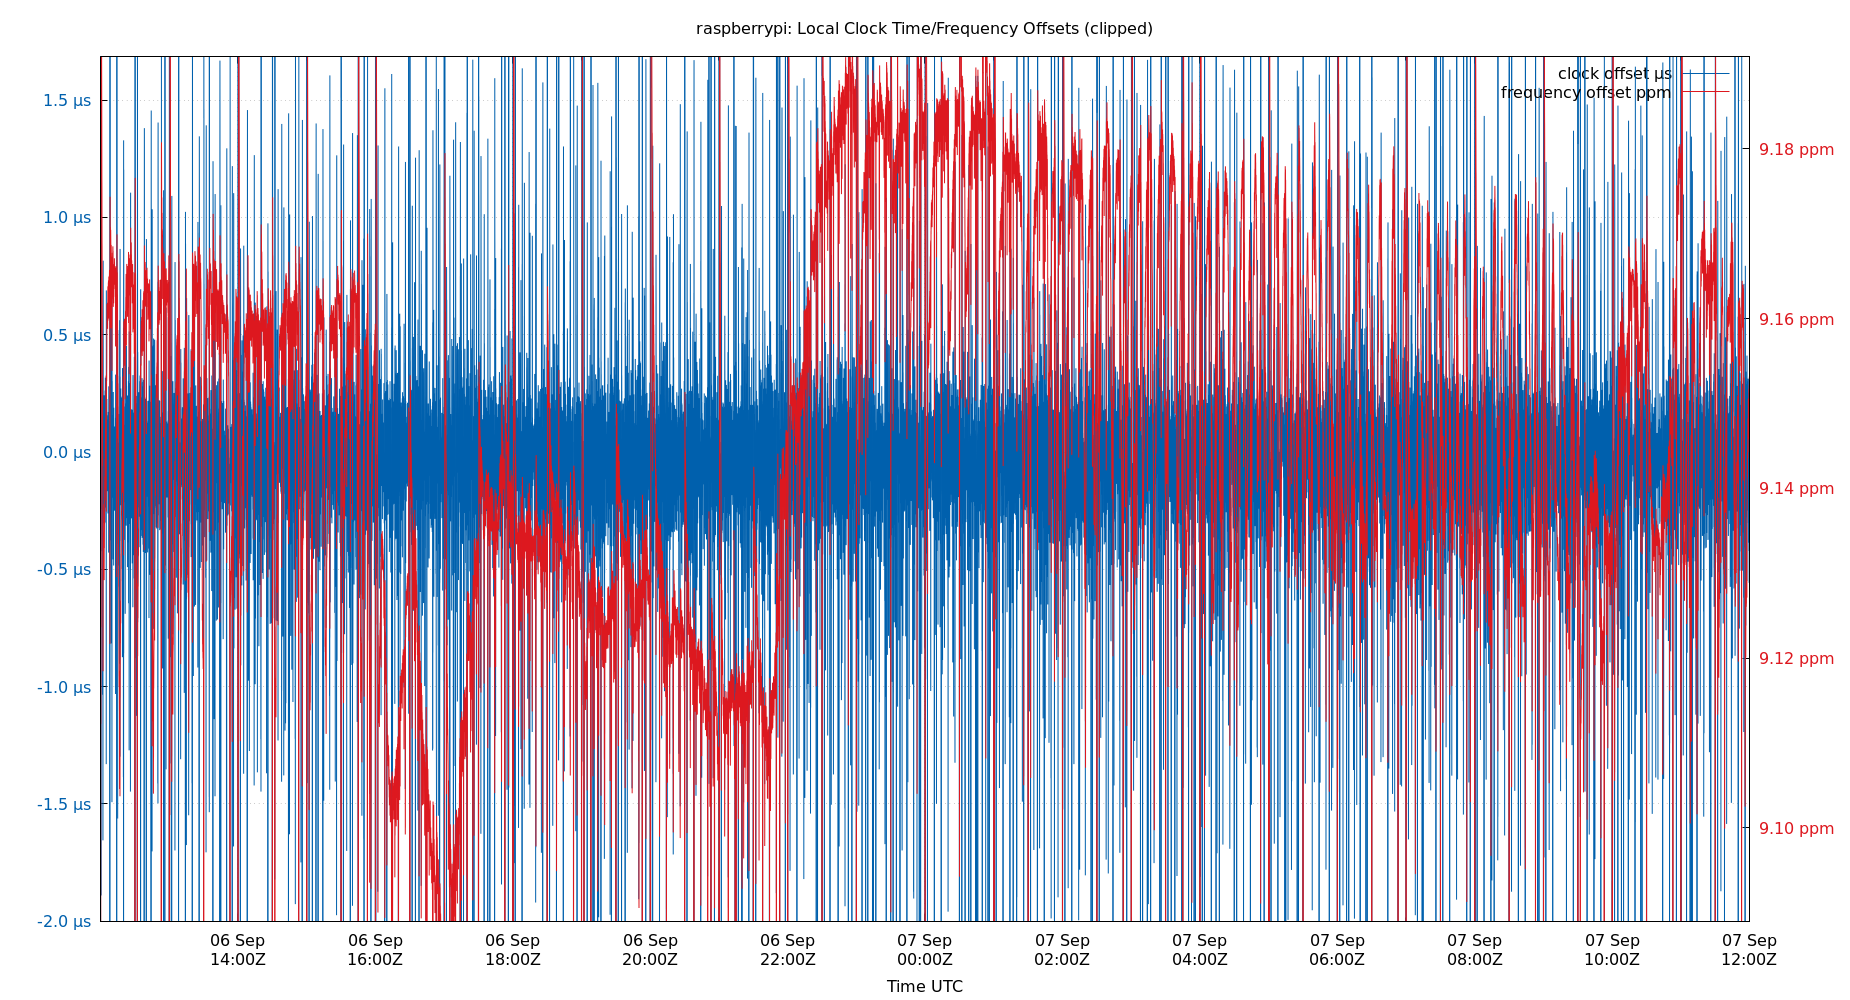 raspberrypi: Local Clock Time/Frequency Offsets (clipped)
clock offset µs
frequency offset ppm
1.5 µs
1.0 µs
0.5 µs
0.0 µs
-0.5 µs
-1.0 µs
-1.5 µs
-2.0 µs
9.18 ppm
9.16 ppm
9.14 ppm
9.12 ppm
9.10 ppm
06 Sep 06 Sep 06 Sep 06 Sep 06 Sep 07 Sep 07 Sep 07 Sep 07 Sep 07 Sep 07 Sep 07 Sep
14:00Z 16:00Z 18:00Z 20:00Z 22:00Z 00:00Z 02:00Z 04:00Z 06:00Z 08:00Z 10:00Z 12:00Z
Time UTC